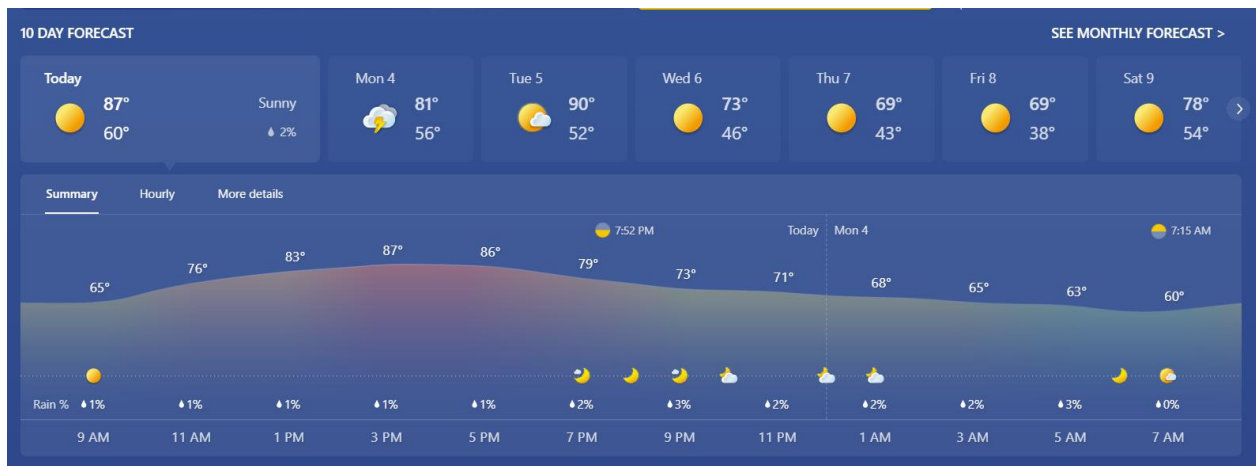 10 DAY FORECAST SEE MONTHLY FORECAST >
Today Mon 4 Tue 5 Wed 6 Thu 7 Fri 8 Sat 9
87° Sunny 81° 90° 73° 69° 69° 78°
60° 2% 56° 52° 46° 43° 38° 54°
Summary Hourly More details
7:52 PM Today Mon 4 7:15 AM
65° 76° 83° 87° 86° 79° 73° 71° 68° 65° 63° 60°
Rain % 1% 1% 1% 1% 1% 2% 3% 2% 2% 2% 3% 0%
9 AM 11 AM 1 PM 3 PM 5 PM 7 PM 9 PM 11 PM 1 AM 3 AM 5 AM 7 AM